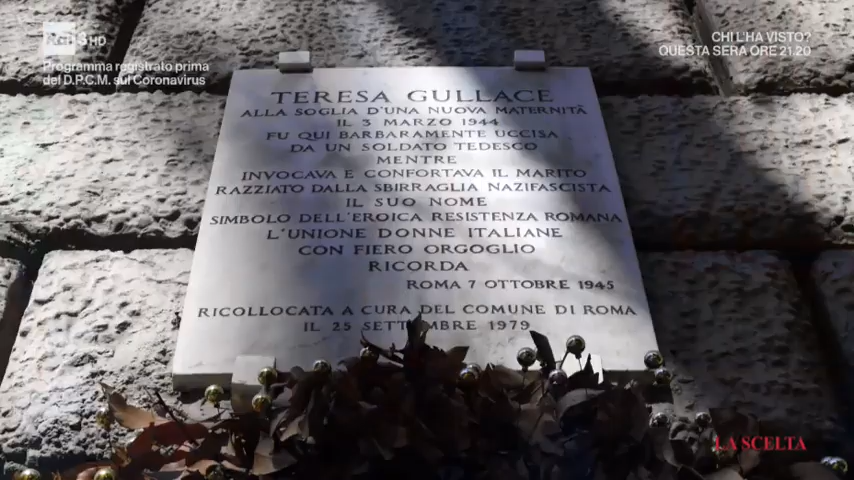 Rai 3HD
Programma registrato prima
del D.P.C.M. sul Coronavirus
CHI L'HA VISTO?
QUESTA SERA ORE 21.20
TERESA GULLACE
ALLA SOGLIA D'UNA NUOVA MATERNITÀ
IL 3 MARZO 1944
FU QUI BARBARAMENTE UCCISA
DA UN SOLDATO TEDESCO
MENTRE
INVOCAVA E CONFORTAVA IL MARITO
RAZZIATO DALLA SBIRRAGLIA NAZIFASCISTA
IL SUO NOME
SIMBOLO DELL'EROICA RESISTENZA ROMANA
L'UNIONE DONNE ITALIANE
CON FIERO ORGOGLIO
RICORDA
ROMA 7 OTTOBRE 1945
RICOLLOCATA A CURA DEL COMUNE DI ROMA
IL 25 SETTEMBRE 1979
LA SCELTA